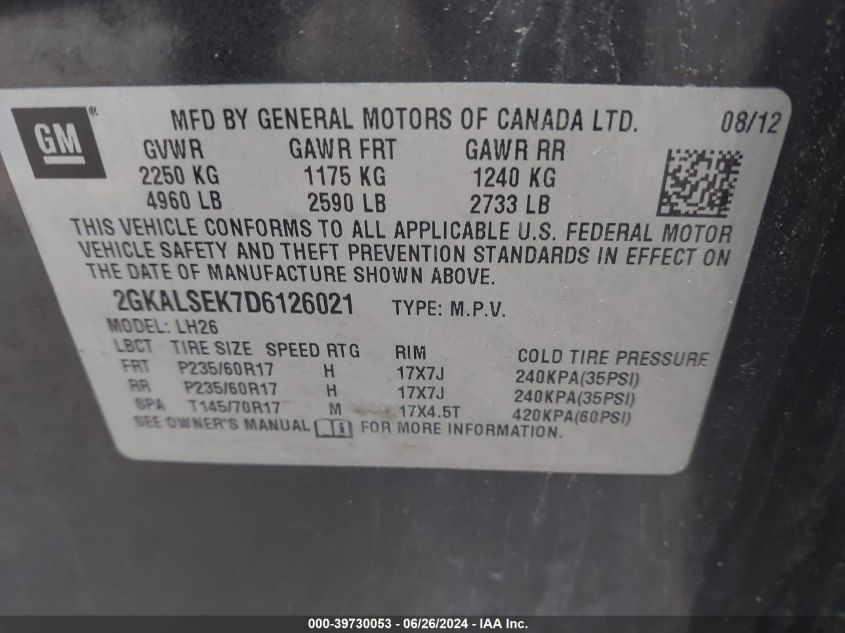 GM ®
MFD BY GENERAL MOTORS OF CANADA LTD. 08/12
GVWR GAWR FRT GAWR RR
2250 KG 1175 KG 1240 KG
4960 LB 2590 LB 2733 LB
THIS VEHICLE CONFORMS TO ALL APPLICABLE U.S. FEDERAL MOTOR
VEHICLE SAFETY AND THEFT PREVENTION STANDARDS IN EFFECT ON
THE DATE OF MANUFACTURE SHOWN ABOVE.
2GKALSEK7D6126021 TYPE: M.P.V.
MODEL: LH26
LBCT TIRE SIZE SPEED RTG RIM COLD TIRE PRESSURE
FRT P235/60R17 H 17X7J 240KPA(35PSI)
RR P235/60R17 H 17X7J 240KPA(35PSI)
SPA T145/70R17 M 17X4.5T 420KPA(60PSI)
SEE OWNER'S MANUAL FOR MORE INFORMATION.
000-39730053 - 06/26/2024 - IAA Inc.